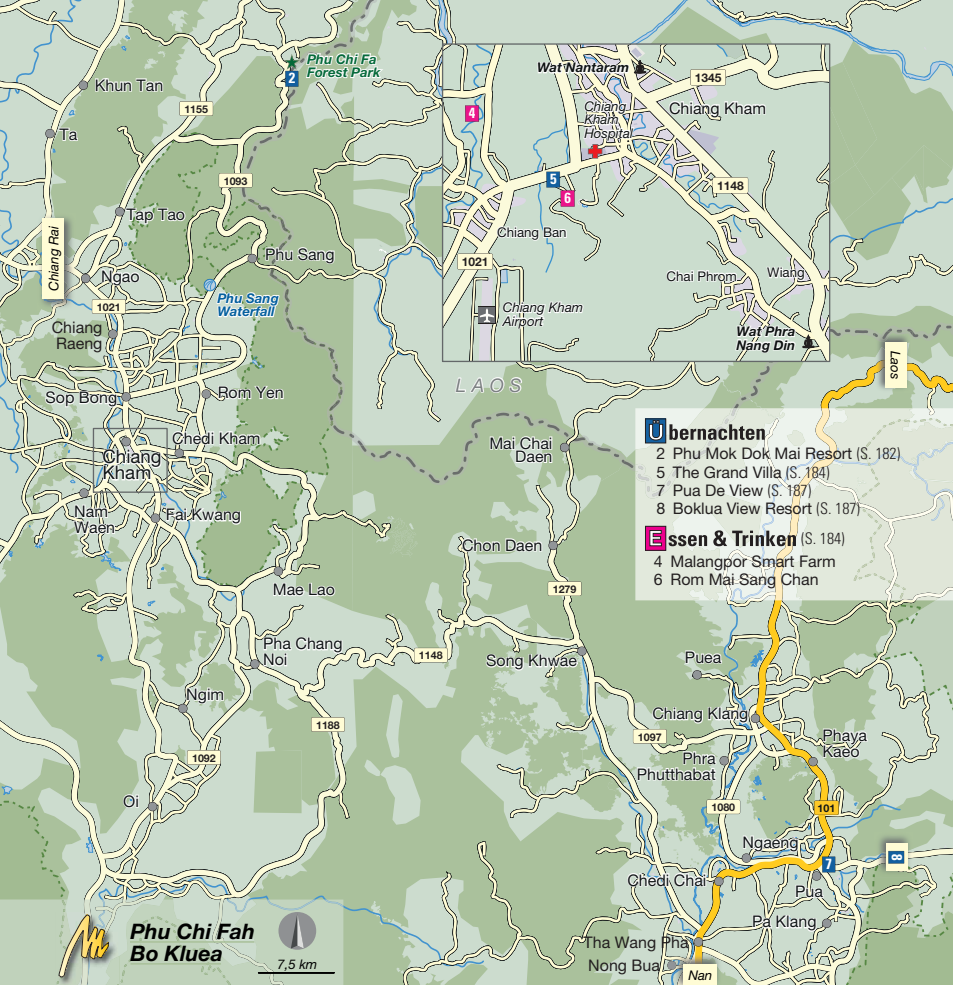 Phu Chi Fa
Forest Park
2
Khun Tan
1155
Ta
1093
Tap Tao
Chiang Rai
Phu Sang
Ngao
Phu Sang
Waterfall
1021
Chiang
Raeng
Sop Bong
Rom Yen
Chedi Kham
Chiang
Kham
Nam
Waen
Fai Kwang
Mae Lao
Pha Chang
Noi
1148
Ngim
1188
1092
Oi
Wat Nantaram
1345
4
Chiang
Kham
Hospital
Chiang Kham
5
6
1148
Chiang Ban
1021
Chai Phrom
Wiang
Chiang Kham
Airport
Wat Phra
Nang Din
LAOS
Laos
Mai Chai
Daen
Chon Daen
1279
Song Khwae
Übernachten
2 Phu Mok Dok Mai Resort (S. 182)
5 The Grand Villa (S. 184)
7 Pua De View (S. 187)
8 Boklua View Resort (S. 187)
Essen & Trinken (S. 184)
4 Malangpor Smart Farm
6 Rom Mai Sang Chan
Puea
Chiang Klang
1097
Phaya
Kaeo
Phra
Phutthabat
1080
101
Ngaeng
7
8
Chedi Chai
Pua
Pa Klang
Tha Wang Pha
Nong Bua
Nan
Phu Chi Fah
Bo Kluea
7,5 km